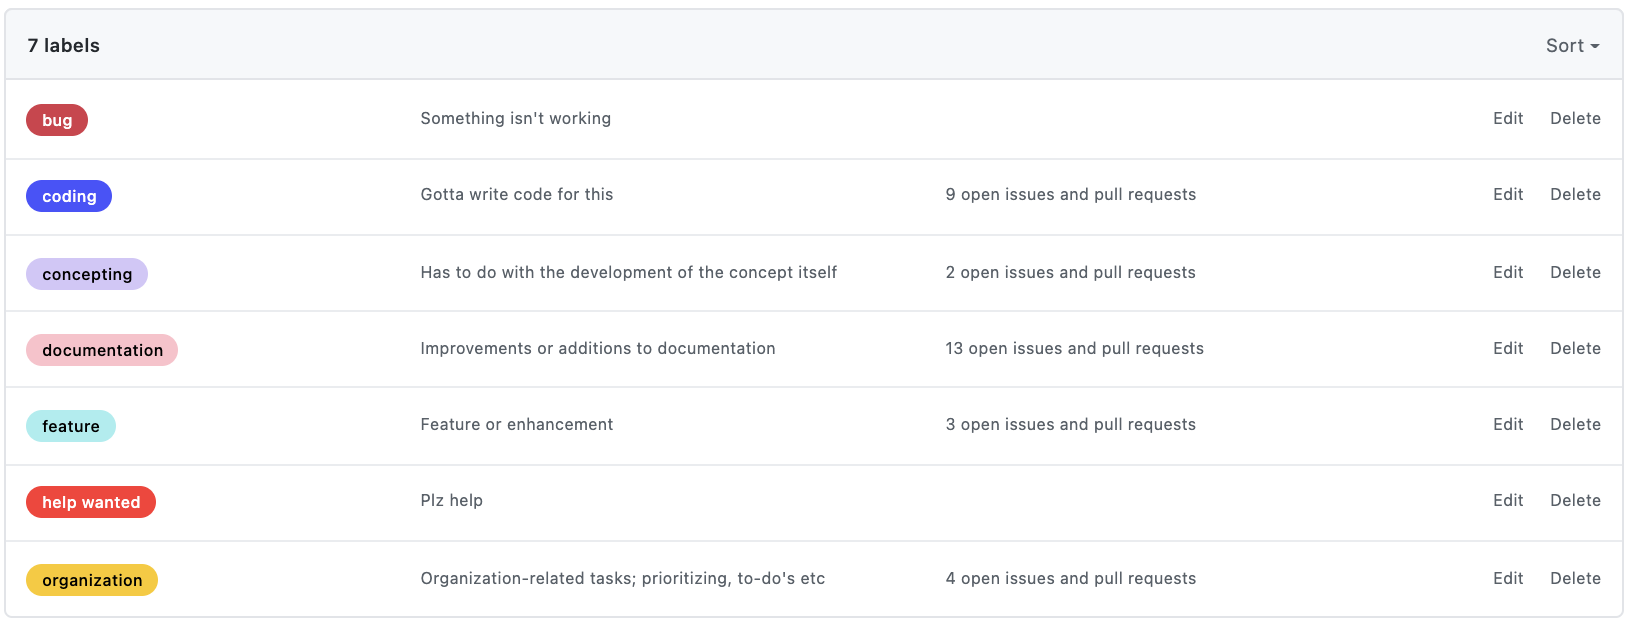 7 labels Sort
bug Something isn't working Edit Delete
coding Gotta write code for this 9 open issues and pull requests Edit Delete
concepting Has to do with the development of the concept itself 2 open issues and pull requests Edit Delete
documentation Improvements or additions to documentation 13 open issues and pull requests Edit Delete
feature Feature or enhancement 3 open issues and pull requests Edit Delete
help wanted Plz help Edit Delete
organization Organization-related tasks; prioritizing, to-do's etc 4 open issues and pull requests Edit Delete